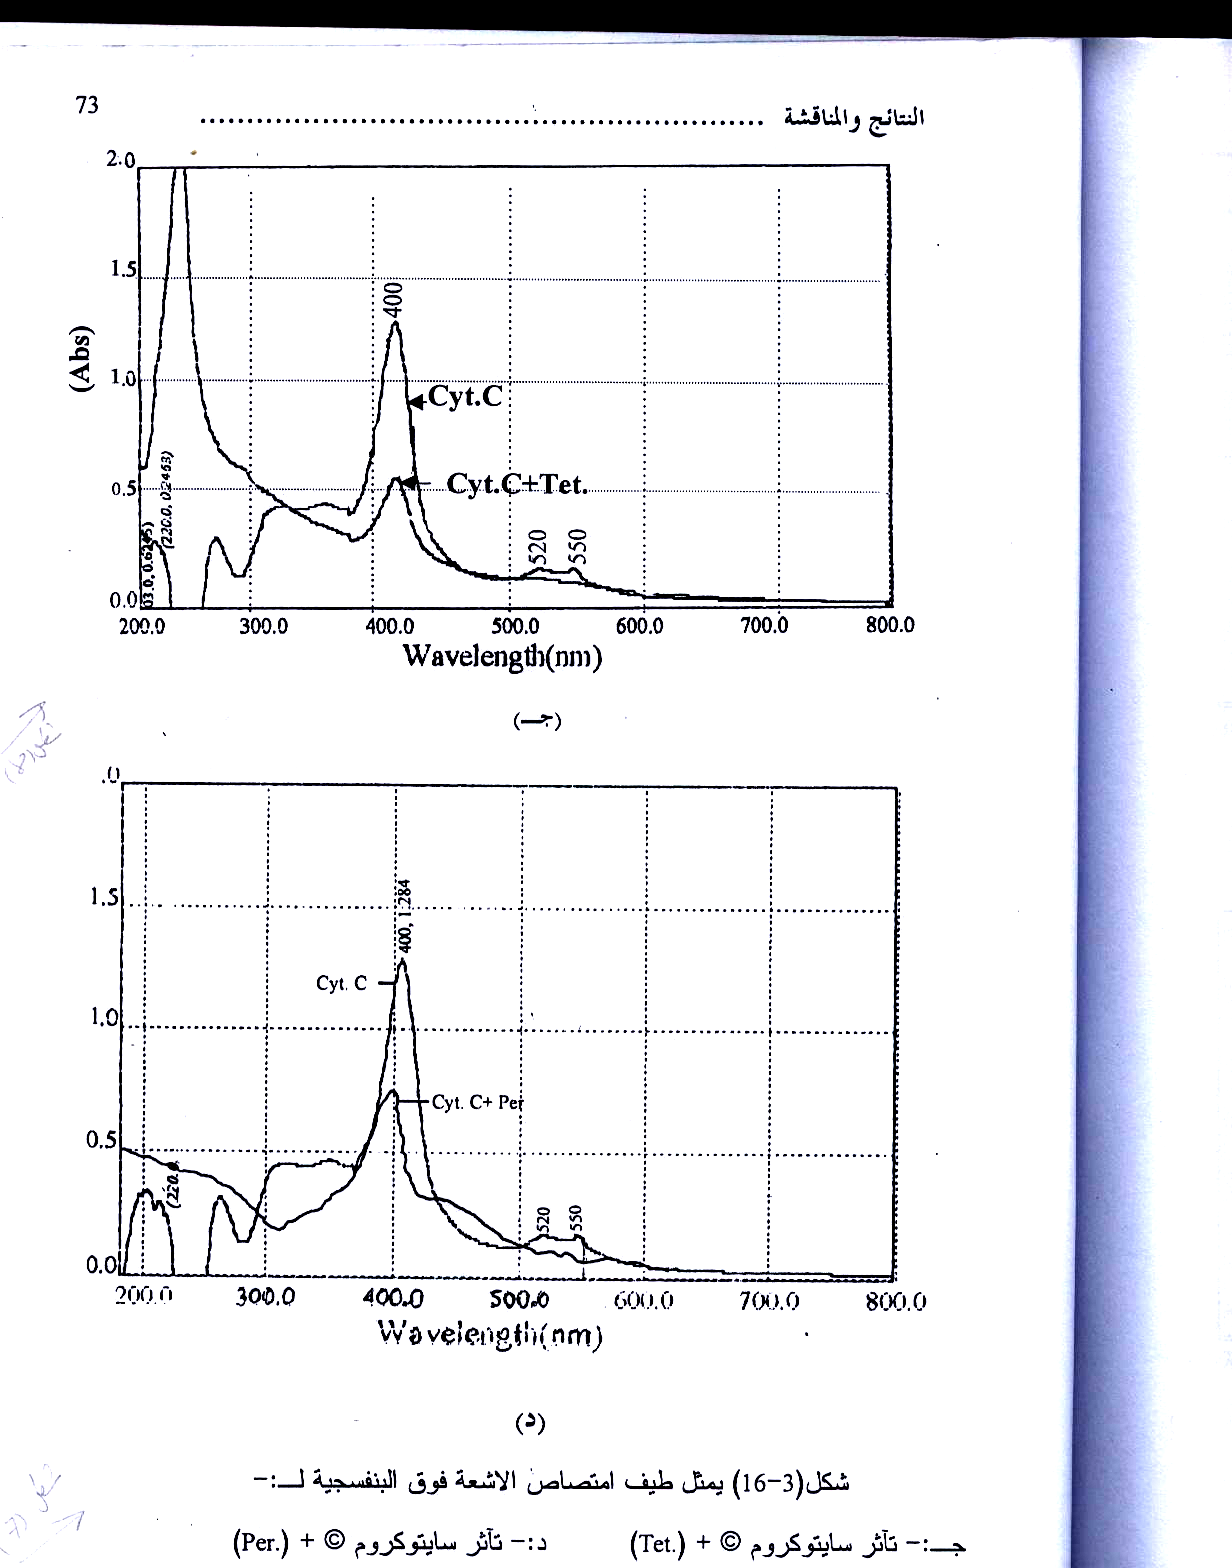 73
النتائج والمناقشة ............................................................
2.0
1.5
400
(Abs)
1.0
Cyt.C
Cyt.C+Tet.
0.5
(220.0, 0.2463)
520
550
0.0
200.0 300.0 400.0 500.0 600.0 700.0 800.0
Wavelength(nm)
(جـ)
.0
1.5
400, 1.284
Cyt. C
1.0
Cyt. C+ Per
0.5
(220.
520
550
0.0
200.0 300.0 400.0 500.0 600.0 700.0 800.0
Wavelength(nm)
(د)
شكل(3-16) يمثل طيف امتصاص الاشعة فوق البنفسجية لــ:-
جــ:- تآثر سايتوكروم © + (Tet.) د:- تآثر سايتوكروم © + (Per.)